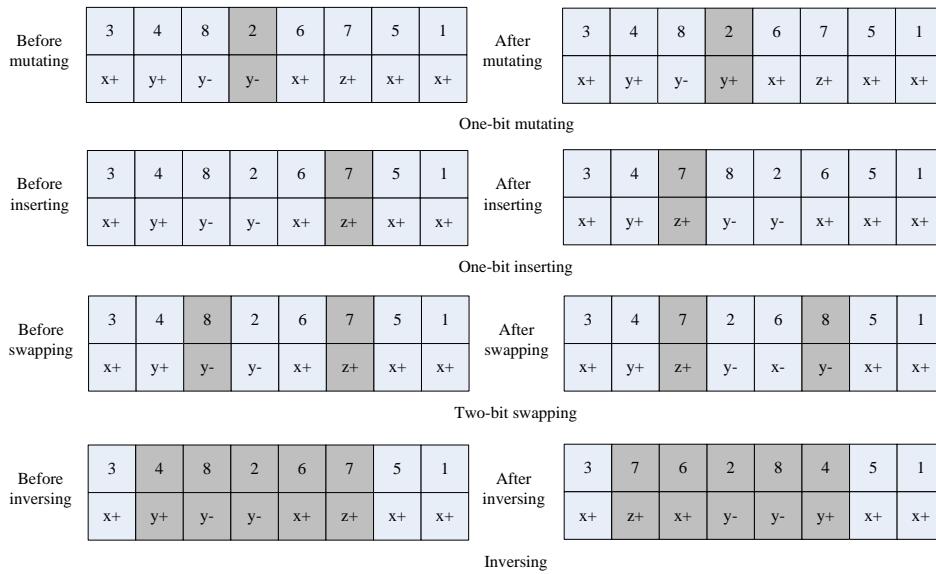 Before mutating 3 4 8 2 6 7 5 1 After mutating 3 4 8 2 6 7 5 1
x+ y+ y- y- x+ z+ x+ x+ x+ y+ y- y+ x+ z+ x+ x+
One-bit mutating
Before inserting 3 4 8 2 6 7 5 1 After inserting 3 4 7 8 2 6 5 1
x+ y+ y- y- x+ z+ x+ x+ x+ y+ z+ y- y- x+ x+ x+
One-bit inserting
Before swapping 3 4 8 2 6 7 5 1 After swapping 3 4 7 2 6 8 5 1
x+ y+ y- y- x+ z+ x+ x+ x+ y+ z+ y- x- y- x+ x+
Two-bit swapping
Before inversing 3 4 8 2 6 7 5 1 After inversing 3 7 6 2 8 4 5 1
x+ y+ y- y- x+ z+ x+ x+ x+ z+ x+ y- y- y+ x+ x+
Inversing